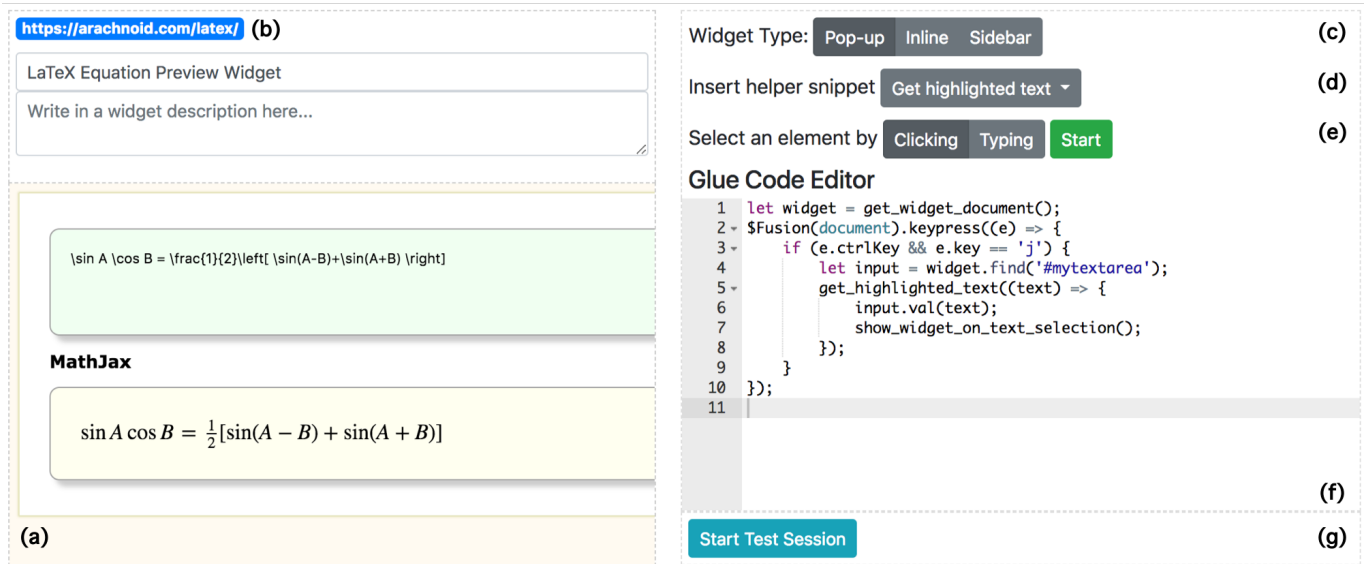 https://arachnoid.com/latex/ (b)
LaTeX Equation Preview Widget
Write in a widget description here...
\sin A \cos B = \frac{1}{2}\left[ \sin(A-B)+\sin(A+B) \right]
MathJax
sin A cos B = 1/2 [sin(A − B) + sin(A + B)]
(a)
Widget Type: Pop-up Inline Sidebar (c)
Insert helper snippet Get highlighted text (d)
Select an element by Clicking Typing Start (e)
Glue Code Editor
1 let widget = get_widget_document();
2 $Fusion(document).keypress((e) => {
3 if (e.ctrlKey && e.key == 'j') {
4 let input = widget.find('#mytextarea');
5 get_highlighted_text((text) => {
6 input.val(text);
7 show_widget_on_text_selection();
8 });
9 }
10 });
11
(f)
Start Test Session (g)